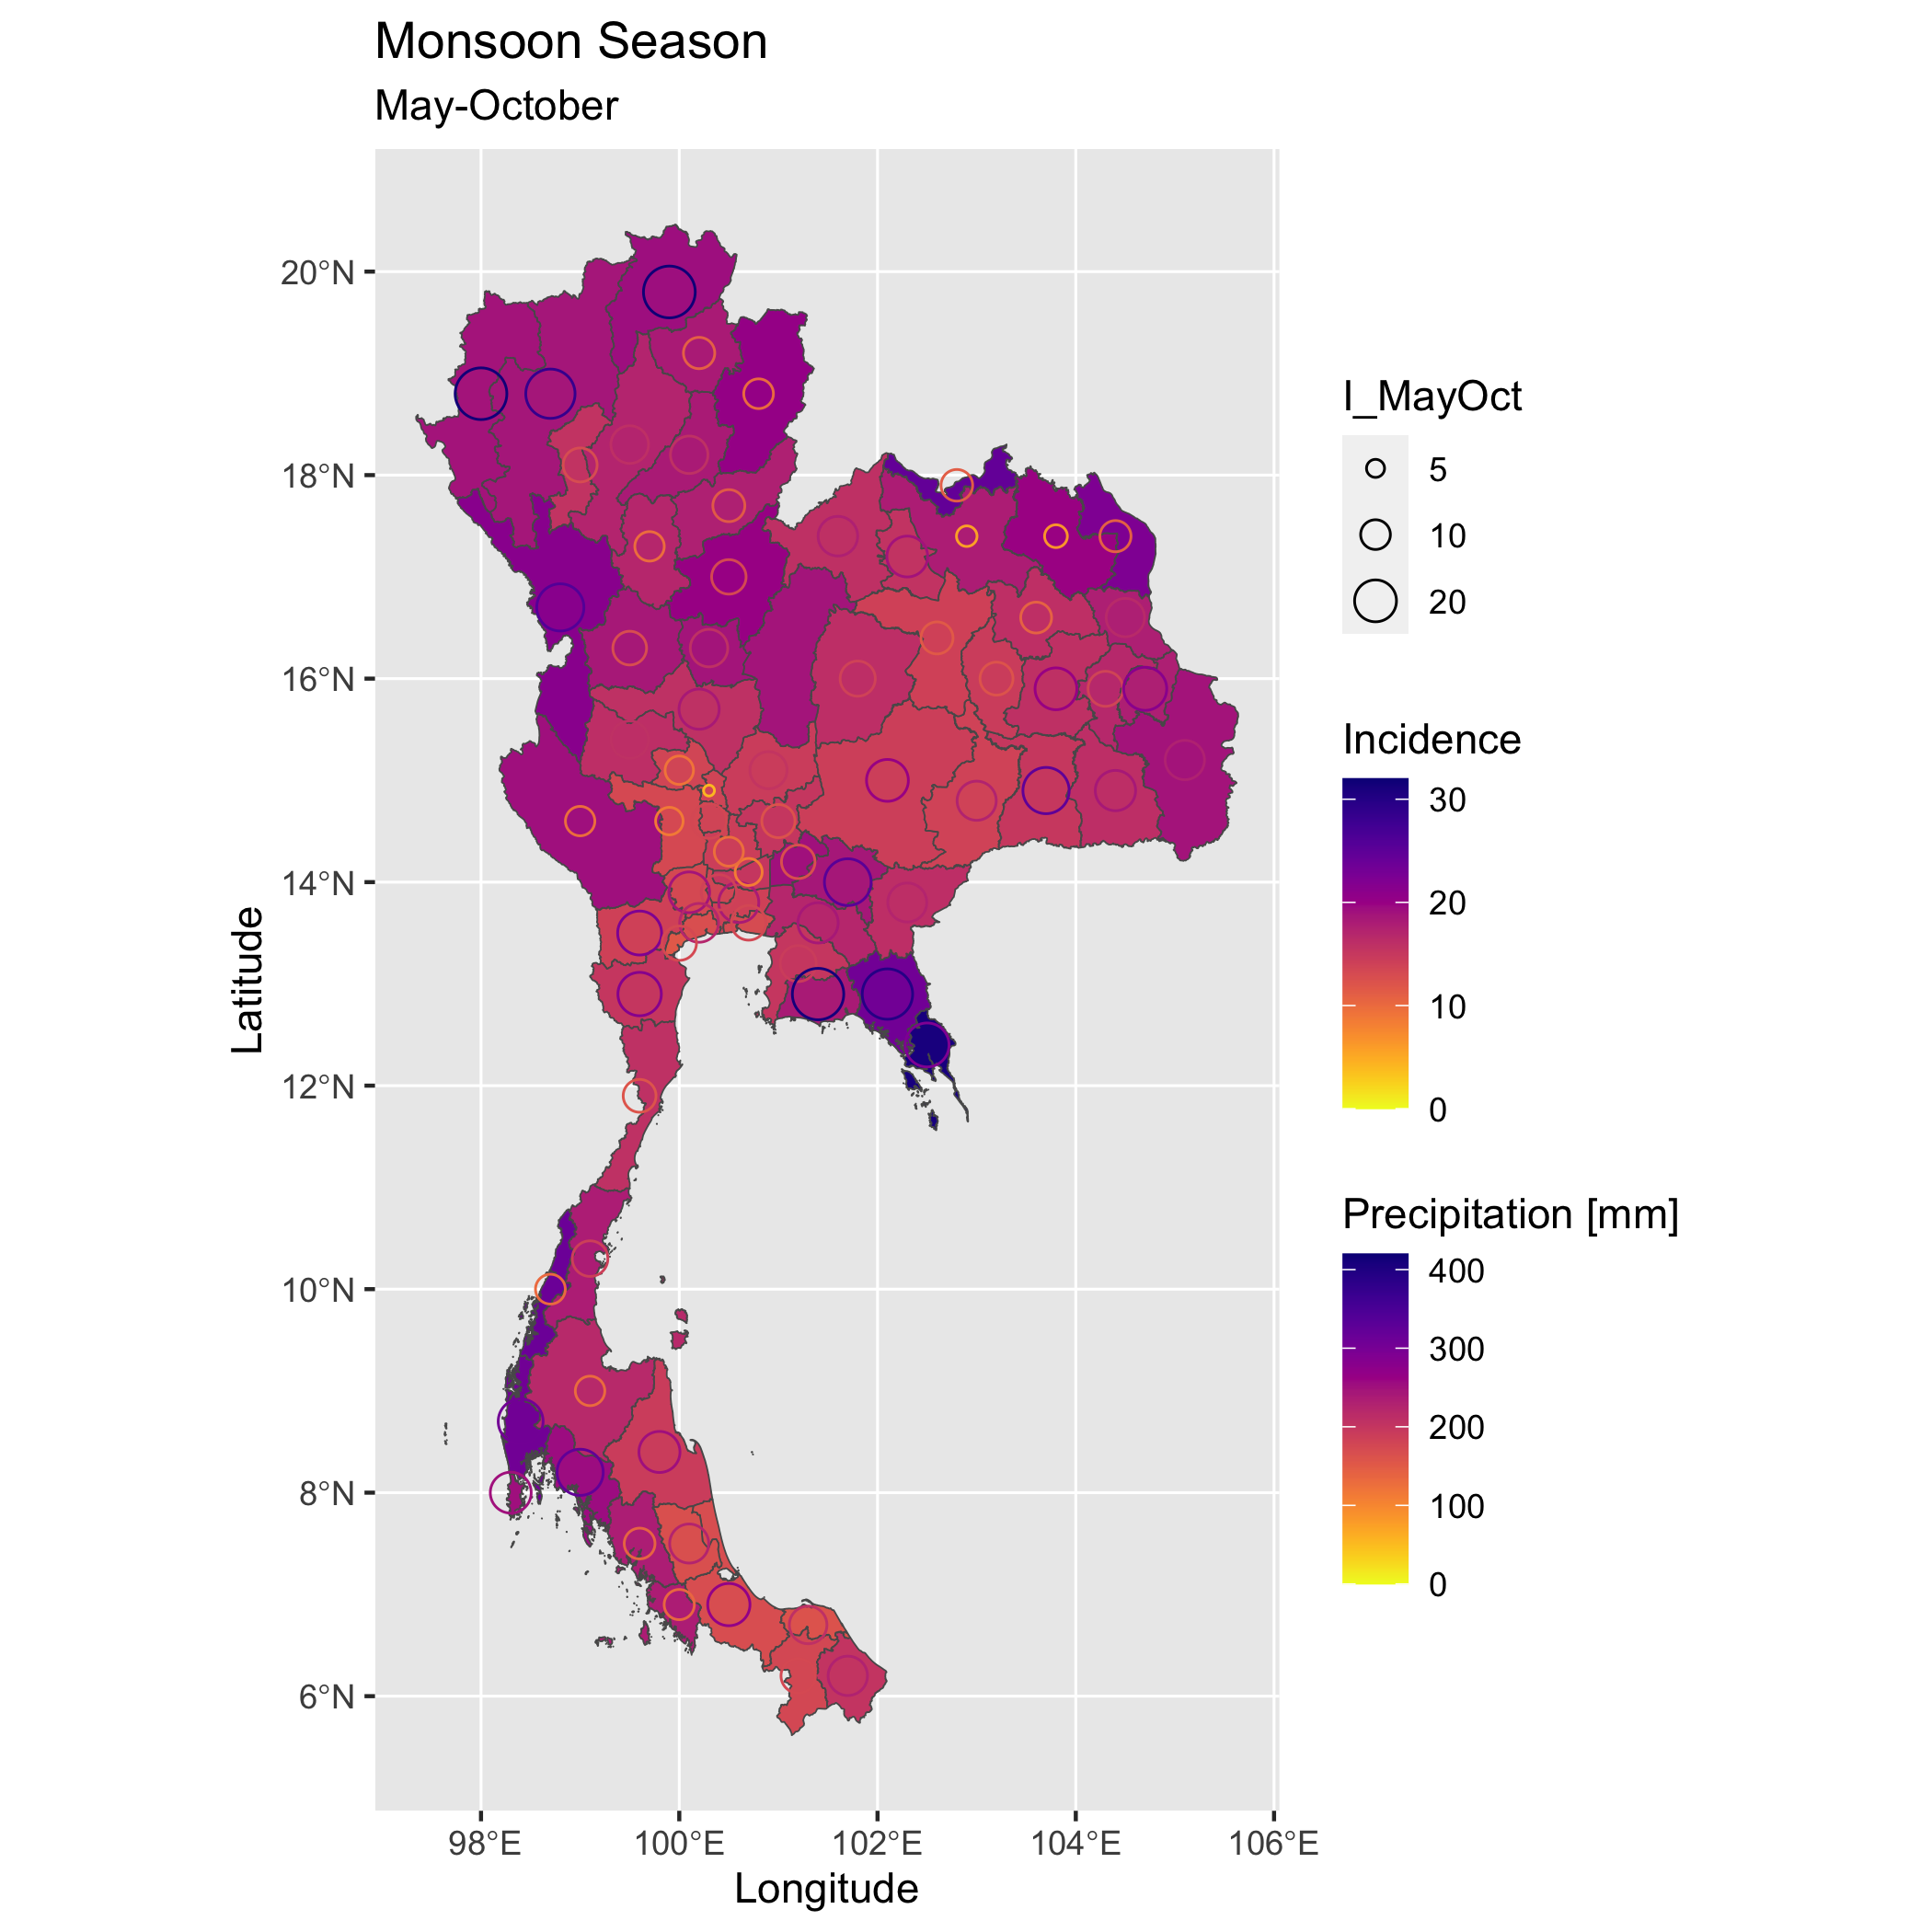 Monsoon Season
May-October
20°N
18°N
16°N
14°N
12°N
10°N
8°N
6°N
Latitude
98°E
100°E
102°E
104°E
106°E
Longitude
I_MayOct
5
10
20
Incidence
30
20
10
0
Precipitation [mm]
400
300
200
100
0